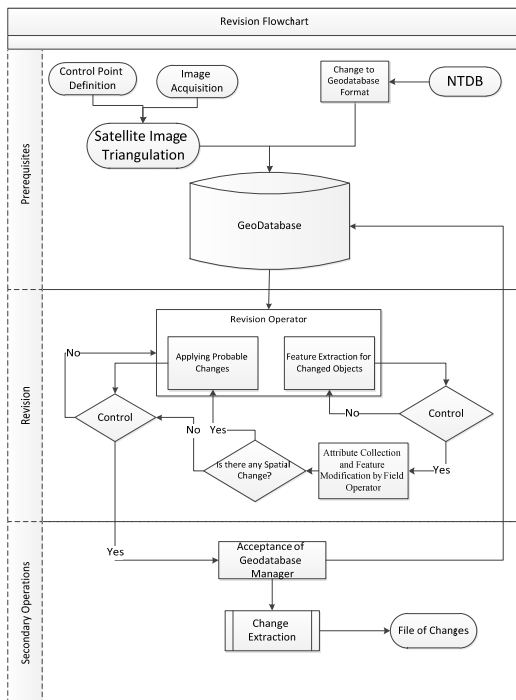 Revision Flowchart
Prerequisites
Control Point
Definition
Image
Acquisition
Change to
Geodatabase
Format
NTDB
Satellite Image
Triangulation
GeoDatabase
Revision
Revision Operator
Applying Probable
Changes
Feature Extraction for
Changed Objects
No
Control
No
Yes
No
Control
Is there any Spatial
Change?
Attribute Collection
and Feature
Modification by Field
Operator
Yes
Secondary Operations
Yes
Acceptance of
Geodatabase
Manager
Change
Extraction
File of Changes